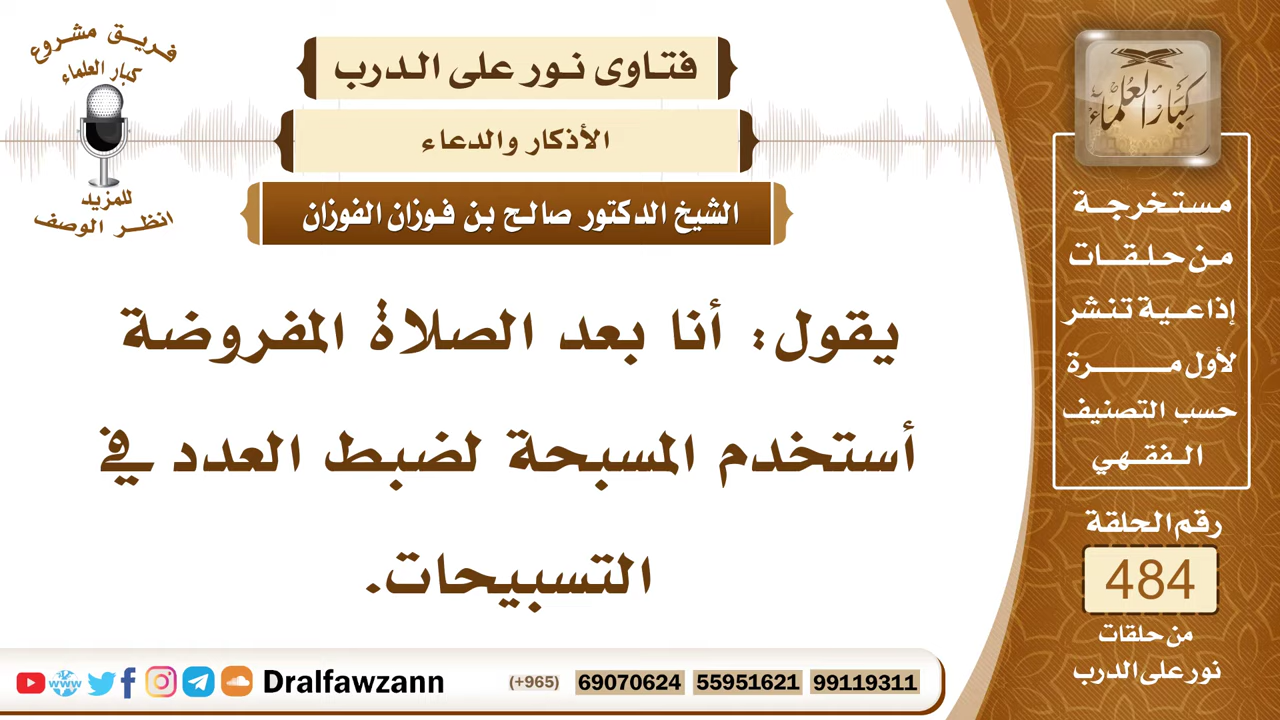 فريق مشروع
كبار العلماء
للمزيد
انظر الوصف
فتاوى نور على الدرب
الأذكار والدعاء
الشيخ الدكتور صالح بن فوزان الفوزان
يقول: أنا بعد الصلاة المفروضة
أستخدم المسبحة لضبط العدد في
التسبيحات.
كبار العلماء
مستخرجة
من حلقات
إذاعية تنشر
لأول مرة
حسب التصنيف
الفقهي
رقم الحلقة
484
من حلقات
نور على الدرب
www
Dralfawzann
(+965) 69070624 55951621 99119311